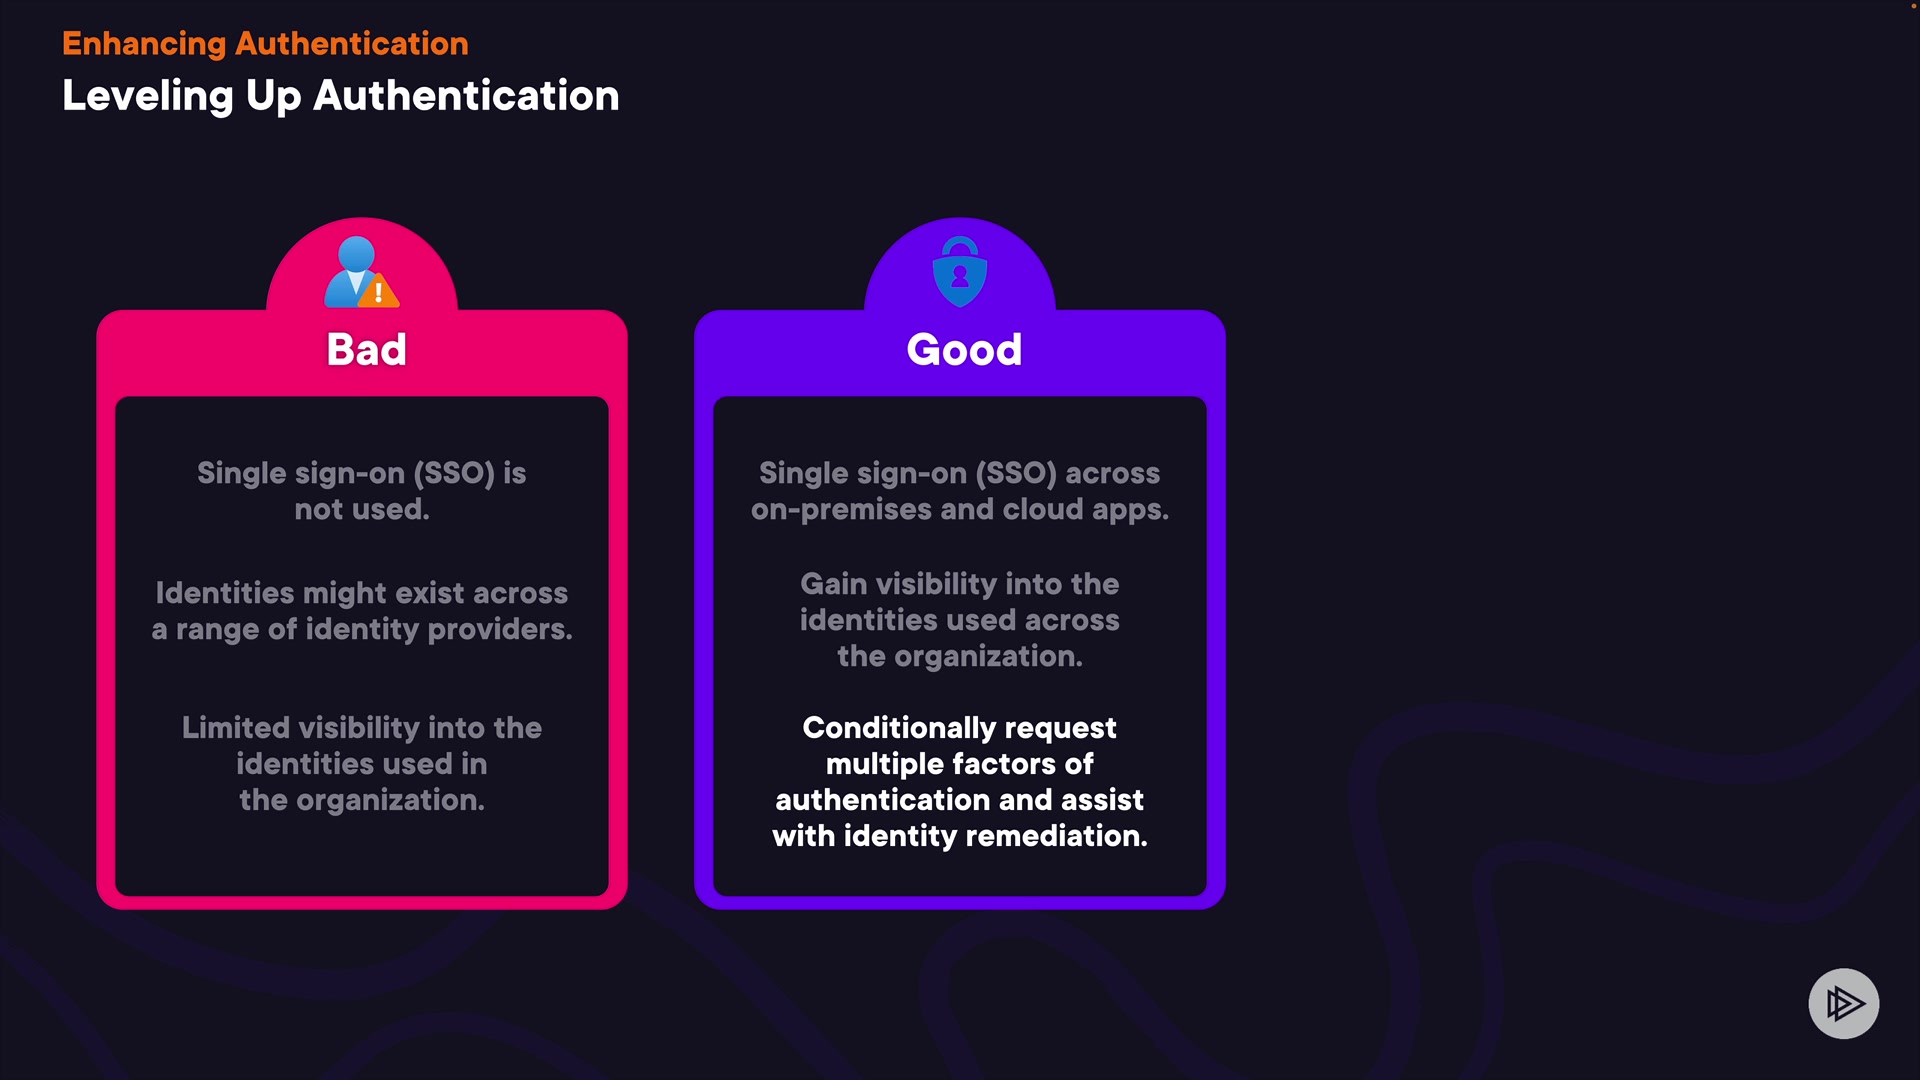 Enhancing Authentication
Leveling Up Authentication
Bad
Single sign-on (SSO) is
not used.
Identities might exist across
a range of identity providers.
Limited visibility into the
identities used in
the organization.
Good
Single sign-on (SSO) across
on-premises and cloud apps.
Gain visibility into the
identities used across
the organization.
Conditionally request
multiple factors of
authentication and assist
with identity remediation.